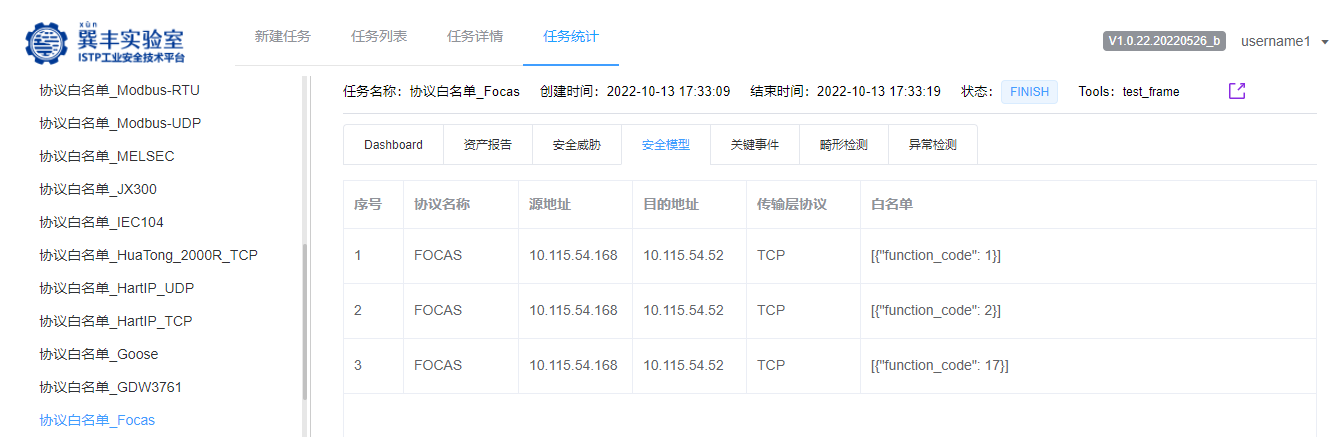 xùn
巽丰实验室
ISTP工业安全技术平台
新建任务 任务列表 任务详情 任务统计
V1.0.22.20220526_b username1
协议白名单_Modbus-RTU
协议白名单_Modbus-UDP
协议白名单_MELSEC
协议白名单_JX300
协议白名单_IEC104
协议白名单_HuaTong_2000R_TCP
协议白名单_HartIP_UDP
协议白名单_HartIP_TCP
协议白名单_Goose
协议白名单_GDW3761
协议白名单_Focas
任务名称：协议白名单_Focas 创建时间：2022-10-13 17:33:09 结束时间：2022-10-13 17:33:19 状态： FINISH Tools：test_frame
Dashboard 资产报告 安全威胁 安全模型 关键事件 畸形检测 异常检测
序号 协议名称 源地址 目的地址 传输层协议 白名单
1 FOCAS 10.115.54.168 10.115.54.52 TCP [{"function_code": 1}]
2 FOCAS 10.115.54.168 10.115.54.52 TCP [{"function_code": 2}]
3 FOCAS 10.115.54.168 10.115.54.52 TCP [{"function_code": 17}]